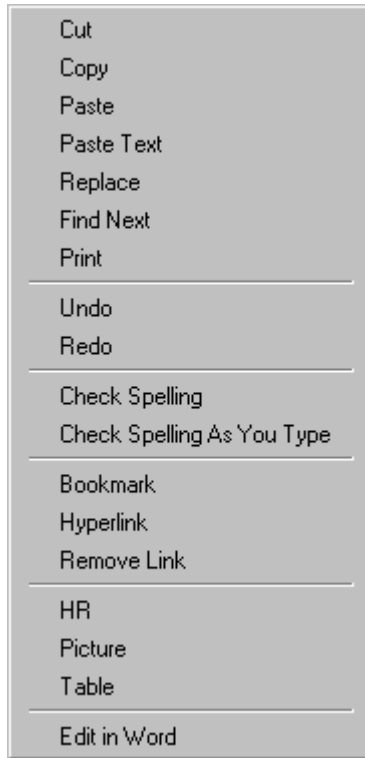 Cut
Copy
Paste
Paste Text
Replace
Find Next
Print
Undo
Redo
Check Spelling
Check Spelling As You Type
Bookmark
Hyperlink
Remove Link
HR
Picture
Table
Edit in Word